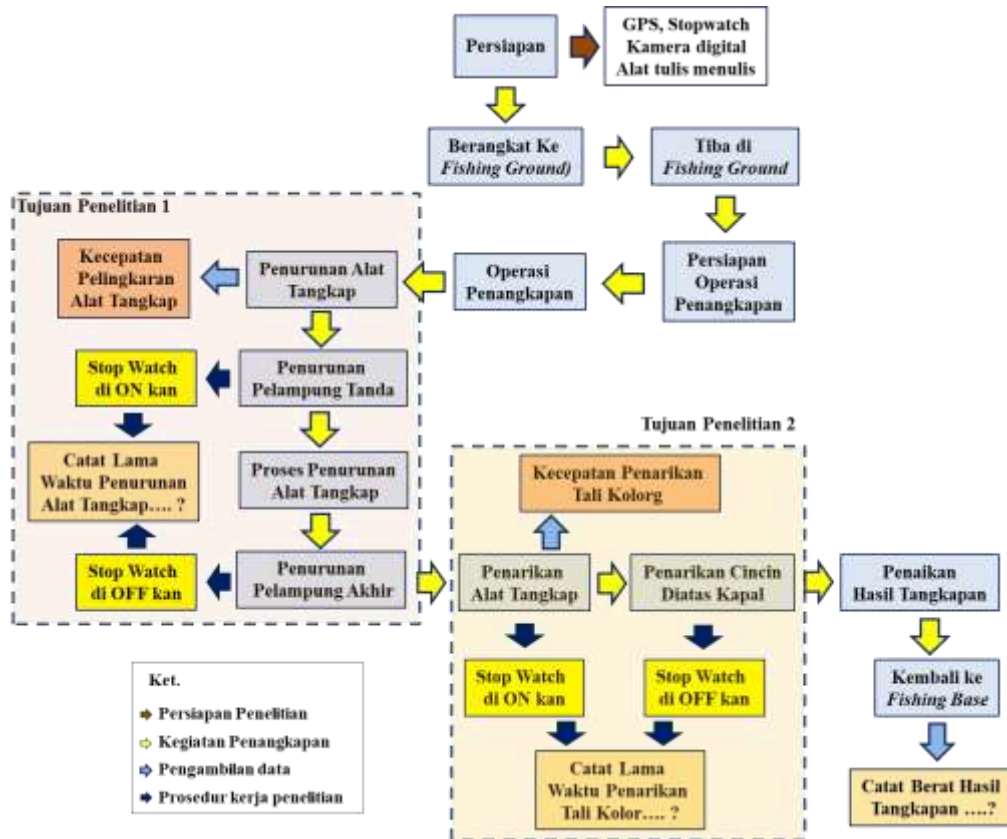 Persiapan
GPS, Stopwatch
Kamera digital
Alat tulis menulis
Berangkat Ke
Fishing Ground)
Tiba di
Fishing Ground
Persiapan
Operasi
Penangkapan
Operasi
Penangkapan
Tujuan Penelitian 1
Penurunan Alat
Tangkap
Kecepatan
Pelingkaran
Alat Tangkap
Penurunan
Pelampung Tanda
Stop Watch
di ON kan
Catat Lama
Waktu Penurunan
Alat Tangkap.... ?
Proses Penurunan
Alat Tangkap
Penurunan
Pelampung Akhir
Stop Watch
di OFF kan
Tujuan Penelitian 2
Kecepatan Penarikan
Tali Kolorg
Penarikan
Alat Tangkap
Penarikan Cincin
Diatas Kapal
Stop Watch
di ON kan
Stop Watch
di OFF kan
Catat Lama
Waktu Penarikan
Tali Kolor.... ?
Penaikan
Hasil Tangkapan
Kembali ke
Fishing Base
Catat Berat Hasil
Tangkapan ....?
Ket.
Persiapan Penelitian
Kegiatan Penangkapan
Pengambilan data
Prosedur kerja penelitian